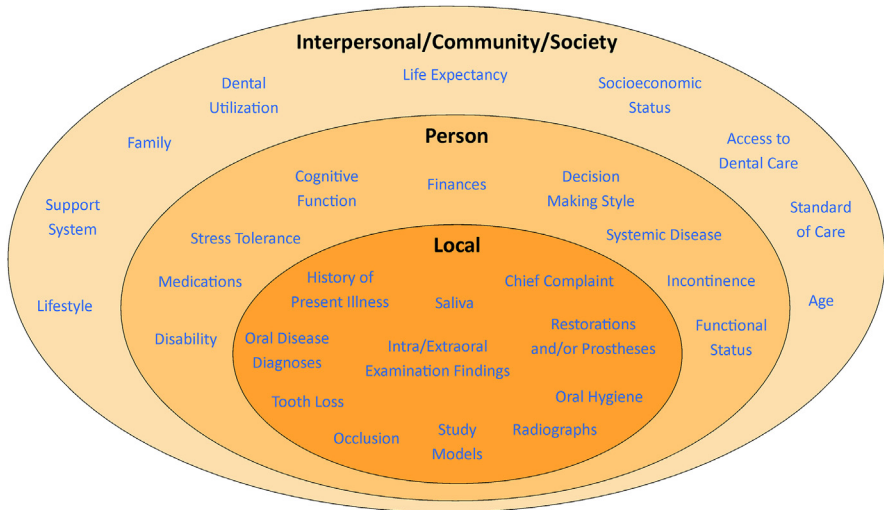 Interpersonal/Community/Society
Life Expectancy
Dental
Utilization
Socioeconomic
Status
Family
Access to
Dental Care
Support
System
Standard
of Care
Lifestyle
Age
Person
Cognitive
Function
Finances
Decision
Making Style
Stress Tolerance
Systemic Disease
Medications
Incontinence
Disability
Functional
Status
Local
History of
Present Illness
Saliva
Chief Complaint
Oral Disease
Diagnoses
Intra/Extraoral
Examination Findings
Restorations
and/or Prostheses
Tooth Loss
Oral Hygiene
Occlusion
Study
Models
Radiographs